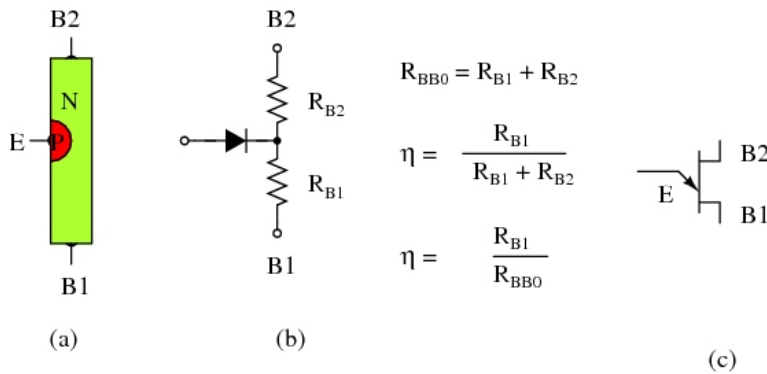 B2
N
E
P
B1
(a)
B2
R_B2
R_B1
B1
(b)
R_BB0 = R_B1 + R_B2
η = R_B1 / R_B1 + R_B2
η = R_B1 / R_BB0
B2
E
B1
(c)